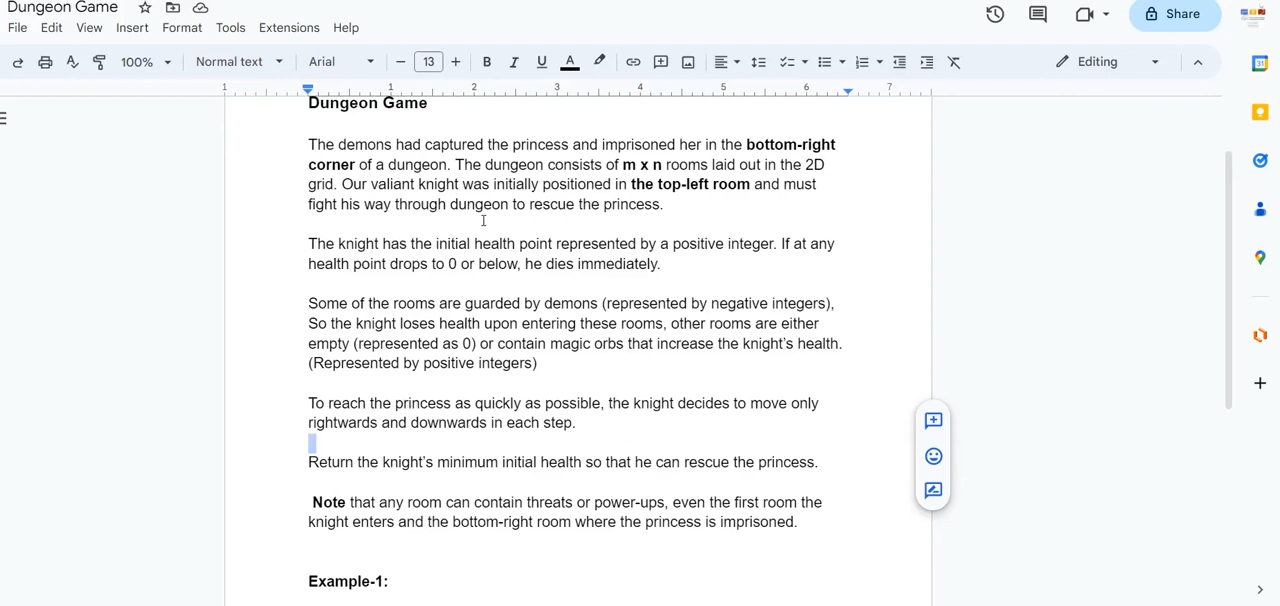 Dungeon Game
File Edit View Insert Format Tools Extensions Help
Share
100% Normal text Arial 13 B I U A Editing
1 1 2 3 4 5 6 7
31
Dungeon Game
The demons had captured the princess and imprisoned her in the bottom-right
corner of a dungeon. The dungeon consists of m x n rooms laid out in the 2D
grid. Our valiant knight was initially positioned in the top-left room and must
fight his way through dungeon to rescue the princess.
The knight has the initial health point represented by a positive integer. If at any
health point drops to 0 or below, he dies immediately.
Some of the rooms are guarded by demons (represented by negative integers),
So the knight loses health upon entering these rooms, other rooms are either
empty (represented as 0) or contain magic orbs that increase the knight's health.
(Represented by positive integers)
To reach the princess as quickly as possible, the knight decides to move only
rightwards and downwards in each step.
Return the knight's minimum initial health so that he can rescue the princess.
Note that any room can contain threats or power-ups, even the first room the
knight enters and the bottom-right room where the princess is imprisoned.
Example-1: